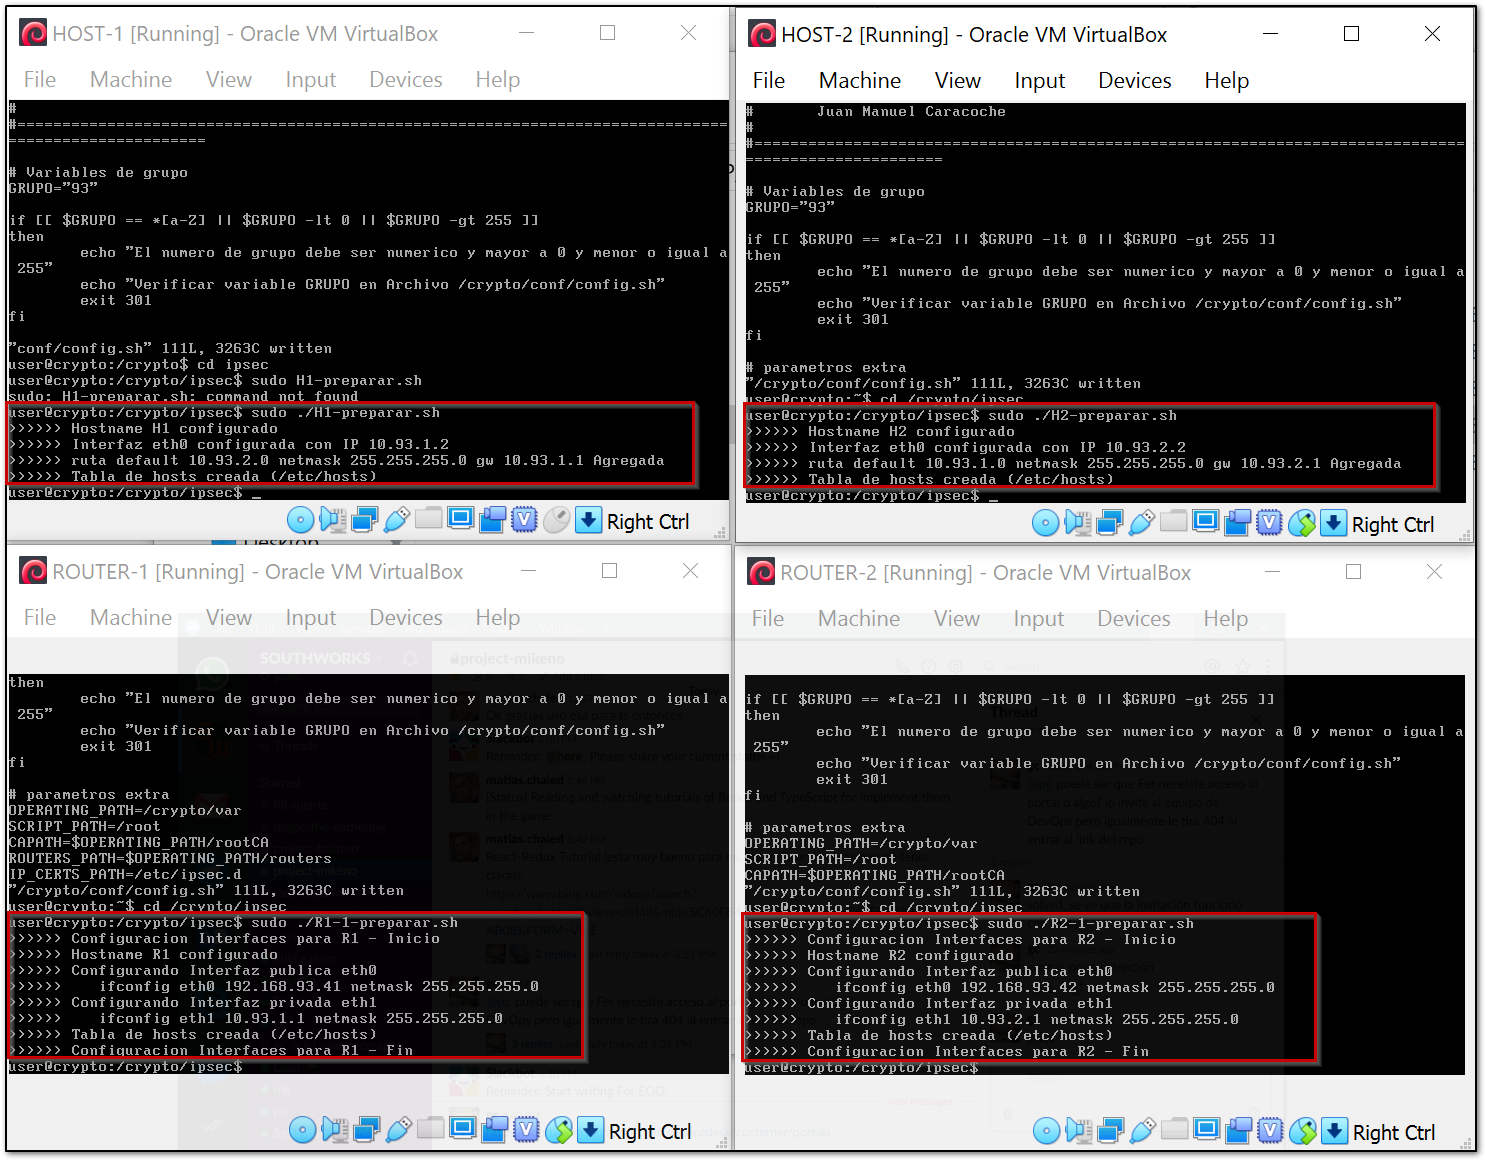 HOST-1 [Running] - Oracle VM VirtualBox
File Machine View Input Devices Help
#
#================================================================================
======================
# Variables de grupo
GRUPO="93"
if [[ $GRUPO == *[a-Z] || $GRUPO -lt 0 || $GRUPO -gt 255 ]]
then
echo "El numero de grupo debe ser numerico y mayor a 0 y menor o igual a
255"
echo "Verificar variable GRUPO en Archivo /crypto/conf/config.sh"
exit 301
fi
"conf/config.sh" 111L, 3263C written
user@crypto:/crypto$ cd ipsec
user@crypto:/crypto/ipsec$ sudo H1-preparar.sh
sudo: H1-preparar.sh: command not found
user@crypto:/crypto/ipsec$ sudo ./H1-preparar.sh
>>>>>> Hostname H1 configurado
>>>>>> Interfaz eth0 configurada con IP 10.93.1.2
>>>>>> ruta default 10.93.2.0 netmask 255.255.255.0 gw 10.93.1.1 Agregada
>>>>>> Tabla de hosts creada (/etc/hosts)
user@crypto:/crypto/ipsec$ _
Right Ctrl
HOST-2 [Running] - Oracle VM VirtualBox
File Machine View Input Devices Help
# Juan Manuel Caracoche
#
#================================================================================
======================
# Variables de grupo
GRUPO="93"
if [[ $GRUPO == *[a-Z] || $GRUPO -lt 0 || $GRUPO -gt 255 ]]
then
echo "El numero de grupo debe ser numerico y mayor a 0 y menor o igual a
255"
echo "Verificar variable GRUPO en Archivo /crypto/conf/config.sh"
exit 301
fi
# parametros extra
"/crypto/conf/config.sh" 111L, 3263C written
user@crypto:~$ cd /crypto/ipsec
user@crypto:/crypto/ipsec$ sudo ./H2-preparar.sh
>>>>>> Hostname H2 configurado
>>>>>> Interfaz eth0 configurada con IP 10.93.2.2
>>>>>> ruta default 10.93.1.0 netmask 255.255.255.0 gw 10.93.2.1 Agregada
>>>>>> Tabla de hosts creada (/etc/hosts)
user@crypto:/crypto/ipsec$ _
Right Ctrl
Desktop
ROUTER-1 [Running] - Oracle VM VirtualBox
File Machine View Input Devices Help
SOUTHWORKS
project-mikeno
then
echo "El numero de grupo debe ser numerico y mayor a 0 y menor o igual a
255"
echo "Verificar variable GRUPO en Archivo /crypto/conf/config.sh"
exit 301
fi
# parametros extra
OPERATING_PATH=/crypto/var
SCRIPT_PATH=/root
CAPATH=$OPERATING_PATH/rootCA
ROUTERS_PATH=$OPERATING_PATH/routers
IP_CERTS_PATH=/etc/ipsec.d
"/crypto/conf/config.sh" 111L, 3263C written
user@crypto:~$ cd /crypto/ipsec
user@crypto:/crypto/ipsec$ sudo ./R1-1-preparar.sh
>>>>>> Configuracion Interfaces para R1 - Inicio
>>>>>> Hostname R1 configurado
>>>>>> Configurando Interfaz publica eth0
>>>>>> ifconfig eth0 192.168.93.41 netmask 255.255.255.0
>>>>>> Configurando Interfaz privada eth1
>>>>>> ifconfig eth1 10.93.1.1 netmask 255.255.255.0
>>>>>> Tabla de hosts creada (/etc/hosts)
>>>>>> Configuracion Interfaces para R1 - Fin
user@crypto:/crypto/ipsec$
Right Ctrl
ROUTER-2 [Running] - Oracle VM VirtualBox
File Machine View Input Devices Help
if [[ $GRUPO == *[a-Z] || $GRUPO -lt 0 || $GRUPO -gt 255 ]]
then
echo "El numero de grupo debe ser numerico y mayor a 0 y menor o igual a
255"
echo "Verificar variable GRUPO en Archivo /crypto/conf/config.sh"
exit 301
fi
# parametros extra
OPERATING_PATH=/crypto/var
SCRIPT_PATH=/root
CAPATH=$OPERATING_PATH/rootCA
"/crypto/conf/config.sh" 111L, 3263C written
user@crypto:~$ cd /crypto/ipsec
user@crypto:/crypto/ipsec$ sudo ./R2-1-preparar.sh
>>>>>> Configuracion Interfaces para R2 - Inicio
>>>>>> Hostname R2 configurado
>>>>>> Configurando Interfaz publica eth0
>>>>>> ifconfig eth0 192.168.93.42 netmask 255.255.255.0
>>>>>> Configurando Interfaz privada eth1
>>>>>> ifconfig eth1 10.93.2.1 netmask 255.255.255.0
>>>>>> Tabla de hosts creada (/etc/hosts)
>>>>>> Configuracion Interfaces para R2 - Fin
user@crypto:/crypto/ipsec$
Right Ctrl